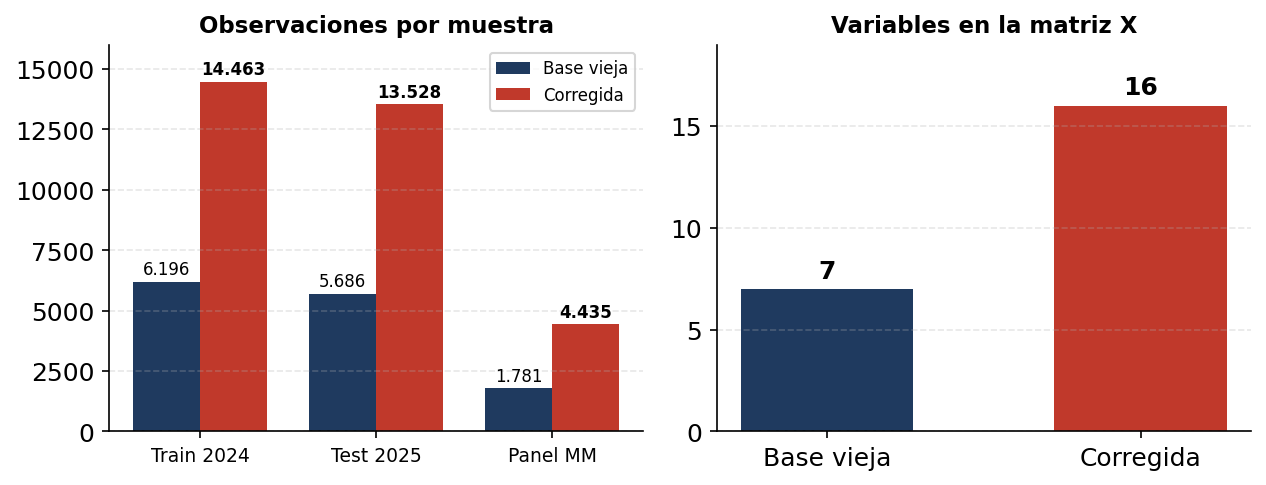 Observaciones por muestra
15000
12500
10000
7500
5000
2500
0
14.463
13.528
6.196
5.686
4.435
1.781
Base vieja
Corregida
Train 2024
Test 2025
Panel MM
Variables en la matriz X
15
10
5
0
7
16
Base vieja
Corregida